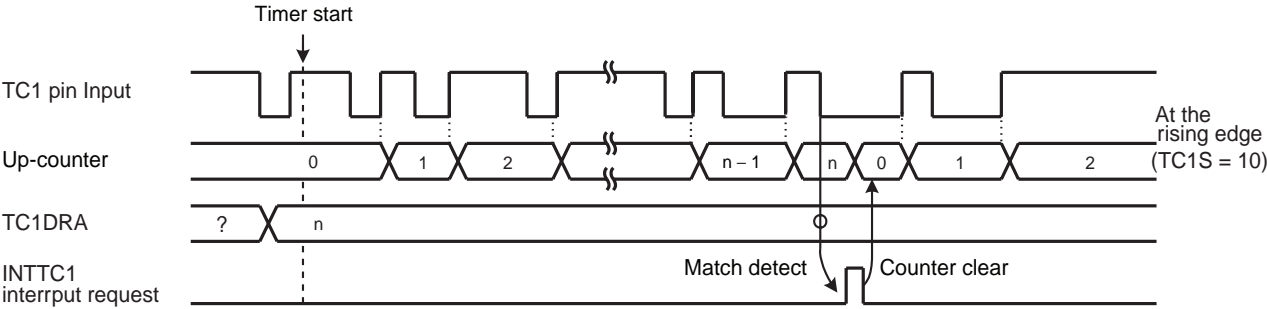 Timer start
TC1 pin Input
At the
rising edge
(TC1S = 10)
Up-counter
0 1 2 n – 1 n 0 1 2
TC1DRA
? n
Match detect
Counter clear
INTTC1
interrput request